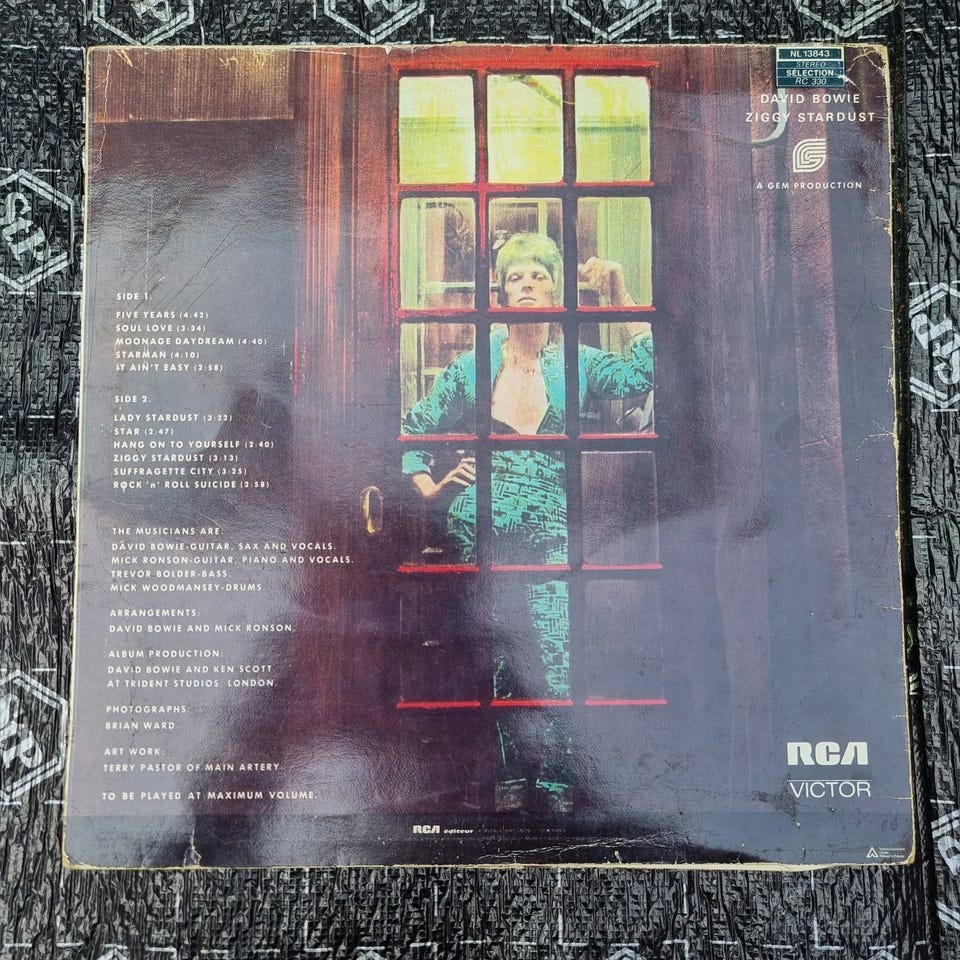 NL 13843
STEREO
SÉLECTION
RC 330
DAVID BOWIE
ZIGGY STARDUST
A GEM PRODUCTION
SIDE 1.
FIVE YEARS (4:42)
SOUL LOVE (3:34)
MOONAGE DAYDREAM (4:40)
STARMAN (4:10)
IT AIN'T EASY (2:58)
SIDE 2.
LADY STARDUST (3:22)
STAR (2:47)
HANG ON TO YOURSELF (2:40)
ZIGGY STARDUST (3:13)
SUFFRAGETTE CITY (3:25)
ROCK 'n' ROLL SUICIDE (2:58)
THE MUSICIANS ARE:
DAVID BOWIE-GUITAR, SAX AND VOCALS.
MICK RONSON-GUITAR, PIANO AND VOCALS.
TREVOR BOLDER-BASS.
MICK WOODMANSEY-DRUMS.
ARRANGEMENTS:
DAVID BOWIE AND MICK RONSON.
ALBUM PRODUCTION:
DAVID BOWIE AND KEN SCOTT
AT TRIDENT STUDIOS, LONDON.
PHOTOGRAPHS:
BRIAN WARD
ART WORK:
TERRY PASTOR OF MAIN ARTERY.
TO BE PLAYED AT MAXIMUM VOLUME.
RCA
VICTOR
RCA éditeur